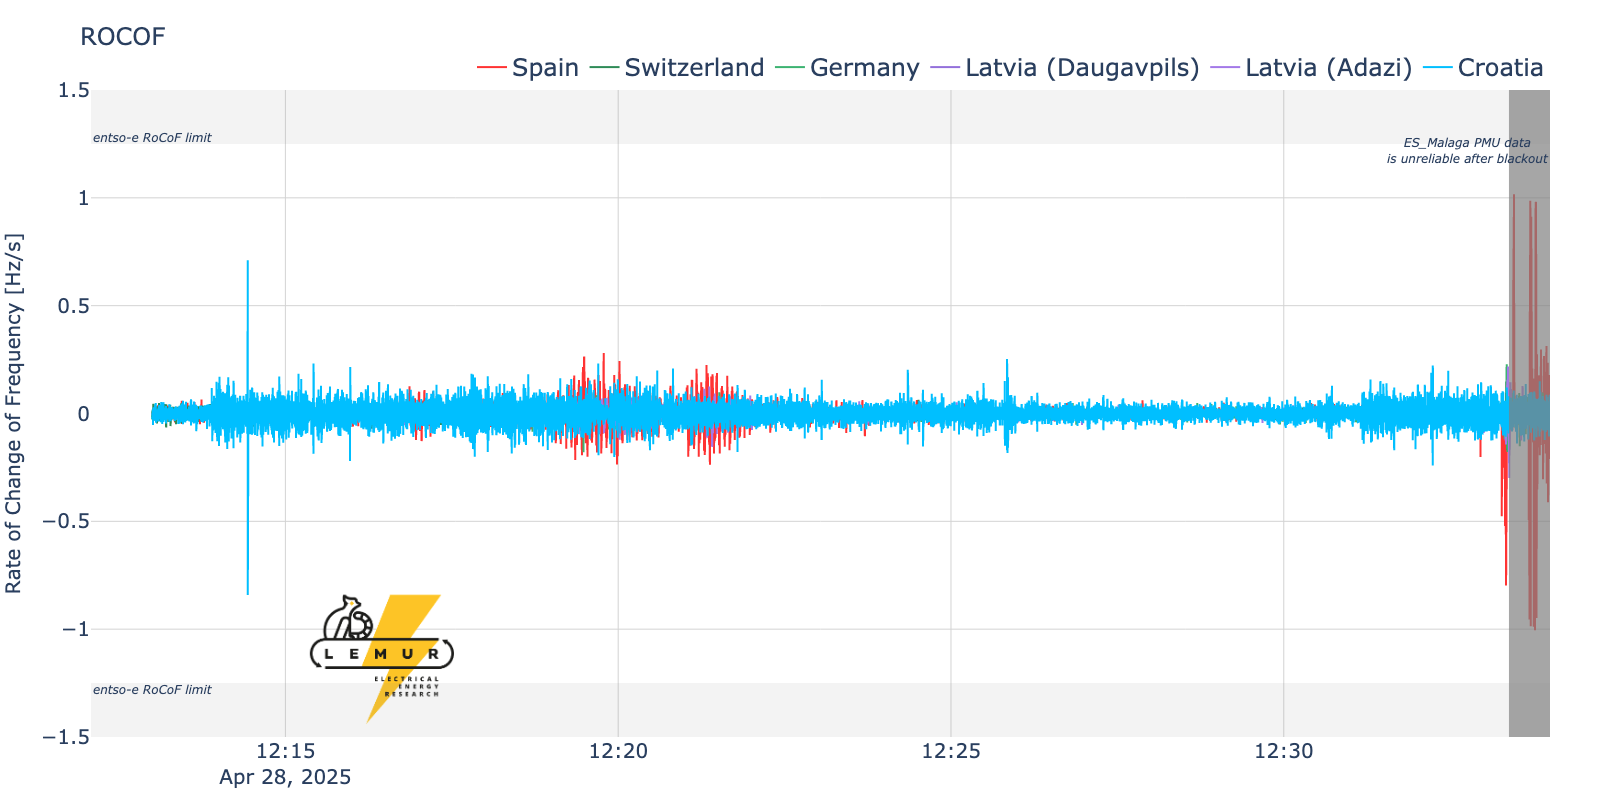 ROCOF
Spain Switzerland Germany Latvia (Daugavpils) Latvia (Adazi) Croatia
1.5
entso-e RoCoF limit
ES_Malaga PMU data
is unreliable after blackout
1
0.5
0
−0.5
−1
entso-e RoCoF limit
−1.5
Rate of Change of Frequency [Hz/s]
LEMUR
ELECTRICAL
ENERGY
RESEARCH
12:15 12:20 12:25 12:30
Apr 28, 2025